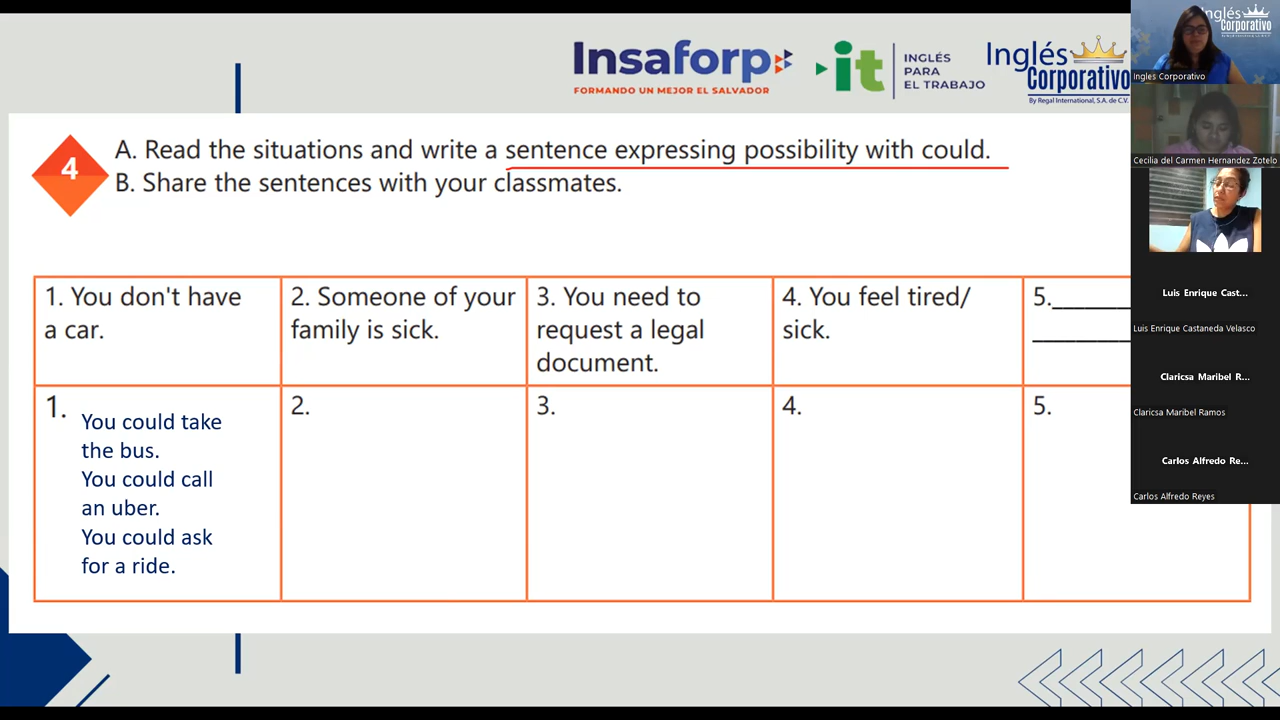 Insaforp
FORMANDO UN MEJOR EL SALVADOR
it
INGLÉS
PARA
EL TRABAJO
Inglés
Corporativo
By Regal International, S.A. de C.V.
4
A. Read the situations and write a sentence expressing possibility with could.
B. Share the sentences with your classmates.
1. You don't have
a car.
2. Someone of your
family is sick.
3. You need to
request a legal
document.
4. You feel tired/
sick.
5.______
______
1.
You could take
the bus.
You could call
an uber.
You could ask
for a ride.
2.
3.
4.
5.
Inglés
Corporativo
Ingles Corporativo
Cecilia del Carmen Hernandez Zotelo
Luis Enrique Cast...
Luis Enrique Castaneda Velasco
Claricsa Maribel R...
Claricsa Maribel Ramos
Carlos Alfredo Re...
Carlos Alfredo Reyes